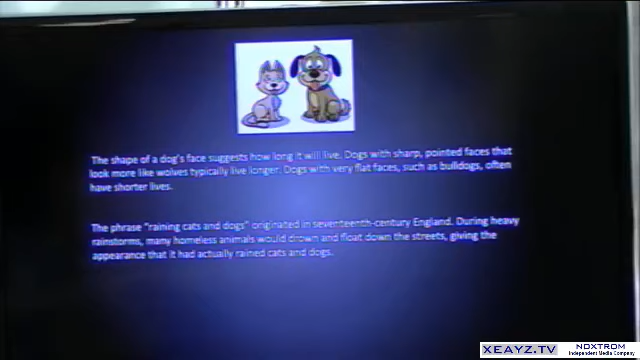 The shape of a dog's face suggests how long it will live. Dogs with sharp, pointed faces that
look more like wolves typically live longer. Dogs with very flat faces, such as bulldogs, often
have shorter lives.
The phrase "raining cats and dogs" originated in seventeenth-century England. During heavy
rainstorms, many homeless animals would drown and float down the streets, giving the
appearance that it had actually rained cats and dogs.
XEAYZ.TV
NOXTROM
Independent Media Company